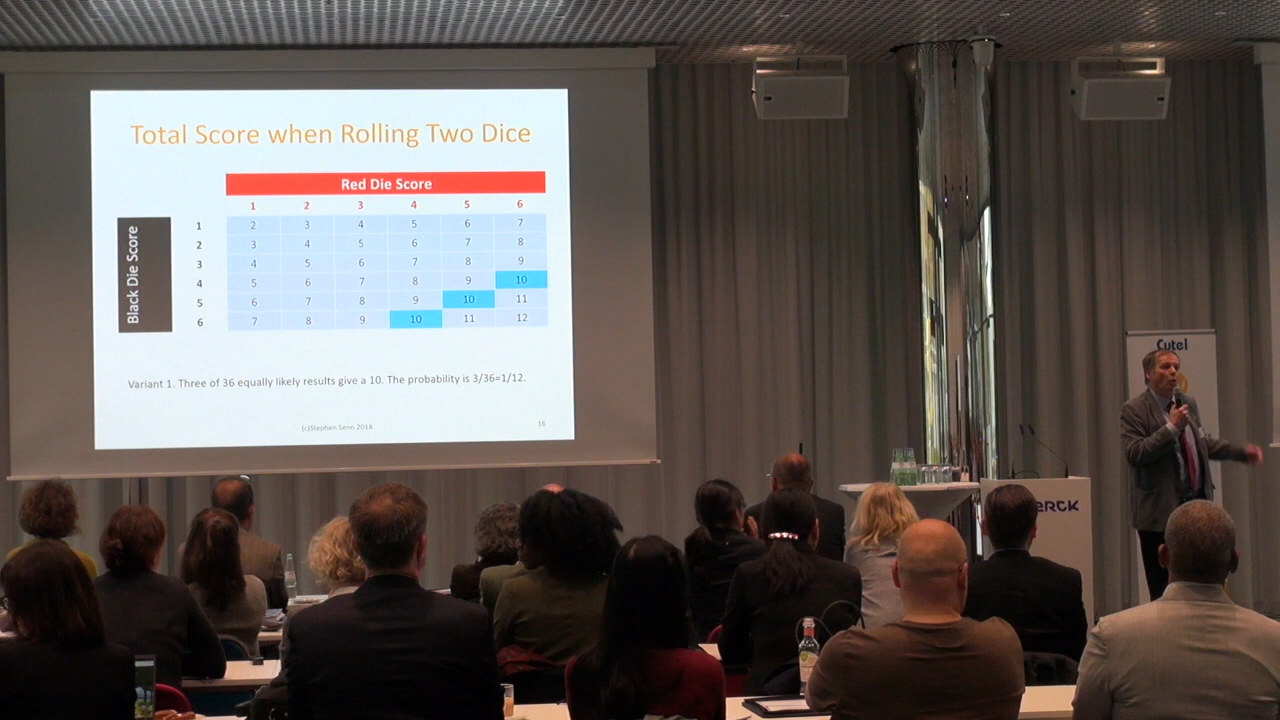 Total Score when Rolling Two Dice
Red Die Score
1 2 3 4 5 6
Black Die Score
1 2 3 4 5 6 7
2 3 4 5 6 7 8
3 4 5 6 7 8 9
4 5 6 7 8 9 10
5 6 7 8 9 10 11
6 7 8 9 10 11 12
Variant 1. Three of 36 equally likely results give a 10. The probability is 3/36=1/12.
(c)Stephen Senn 2018
16
Cytel
ERCK